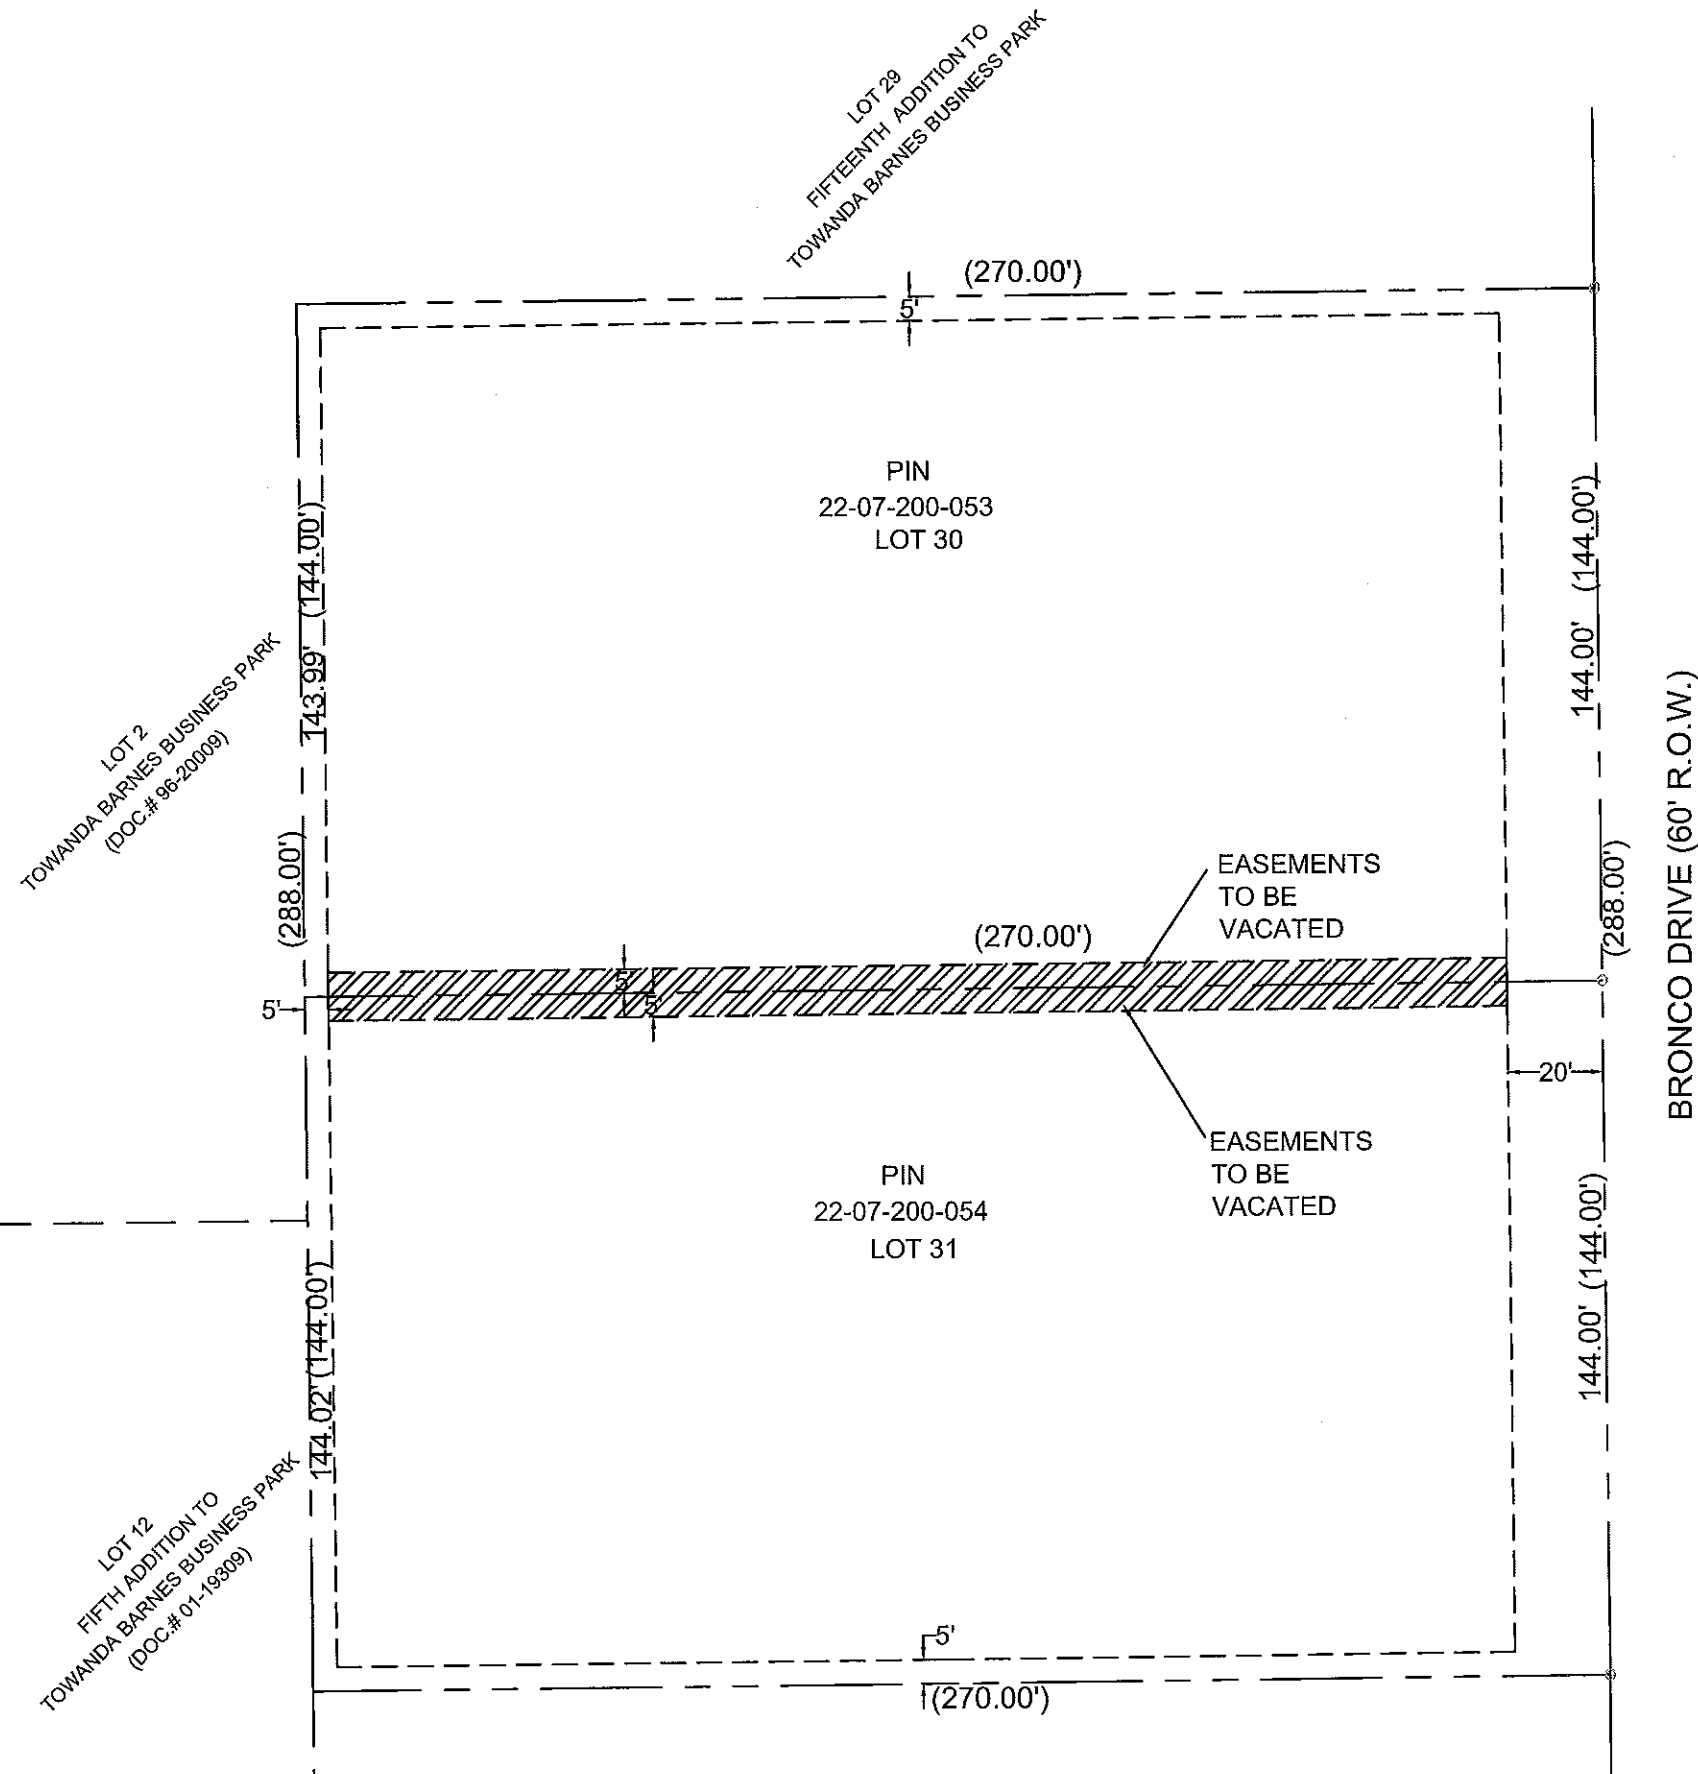 LOT 29
FIFTEENTH ADDITION TO
TOWANDA BARNES BUSINESS PARK
(270.00')
5'
PIN
22-07-200-053
LOT 30
143.99' (144.00')
144.00' (144.00')
LOT 2
TOWANDA BARNES BUSINESS PARK
(DOC.# 96-20009)
(288.00')
(288.00')
BRONCO DRIVE (60' R.O.W.)
EASEMENTS
TO BE
VACATED
(270.00')
5'
5'
5'
20'
EASEMENTS
TO BE
VACATED
PIN
22-07-200-054
LOT 31
144.02' (144.00')
144.00' (144.00')
LOT 12
FIFTH ADDITION TO
TOWANDA BARNES BUSINESS PARK
(DOC.# 01-19309)
5'
(270.00')